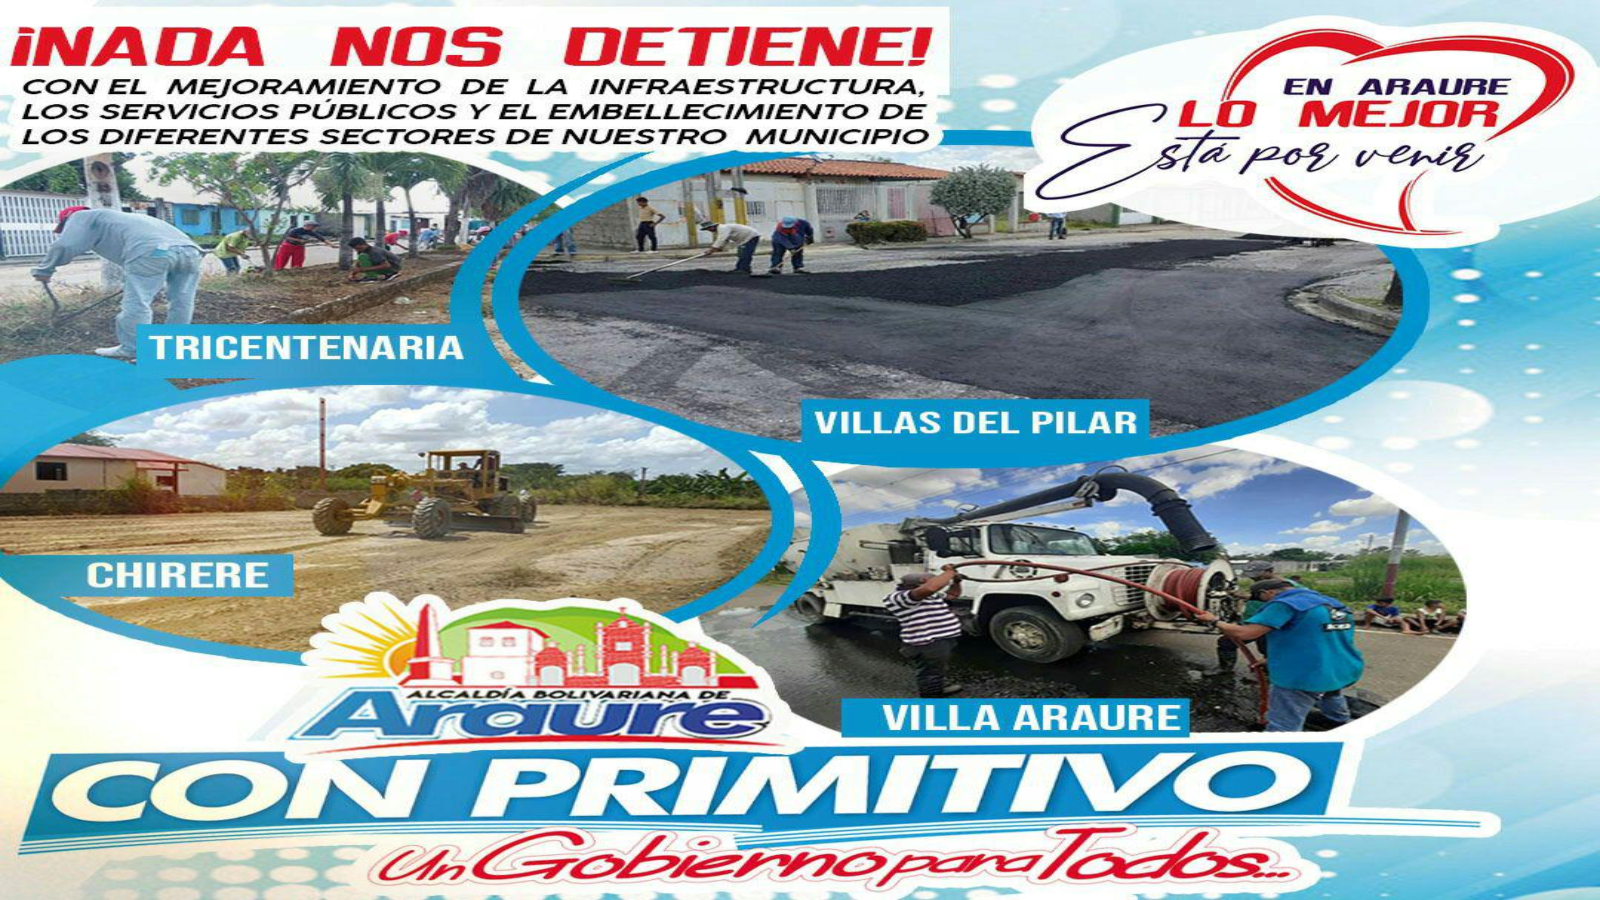 ¡NADA NOS DETIENE!
CON EL MEJORAMIENTO DE LA INFRAESTRUCTURA,
LOS SERVICIOS PÚBLICOS Y EL EMBELLECIMIENTO DE
LOS DIFERENTES SECTORES DE NUESTRO MUNICIPIO
EN ARAURE
LO MEJOR
Está por venir
TRICENTENARIA
VILLAS DEL PILAR
CHIRERE
VILLA ARAURE
ALCALDÍA BOLIVARIANA DE
Araure
CON PRIMITIVO
Un Gobierno para Todos...